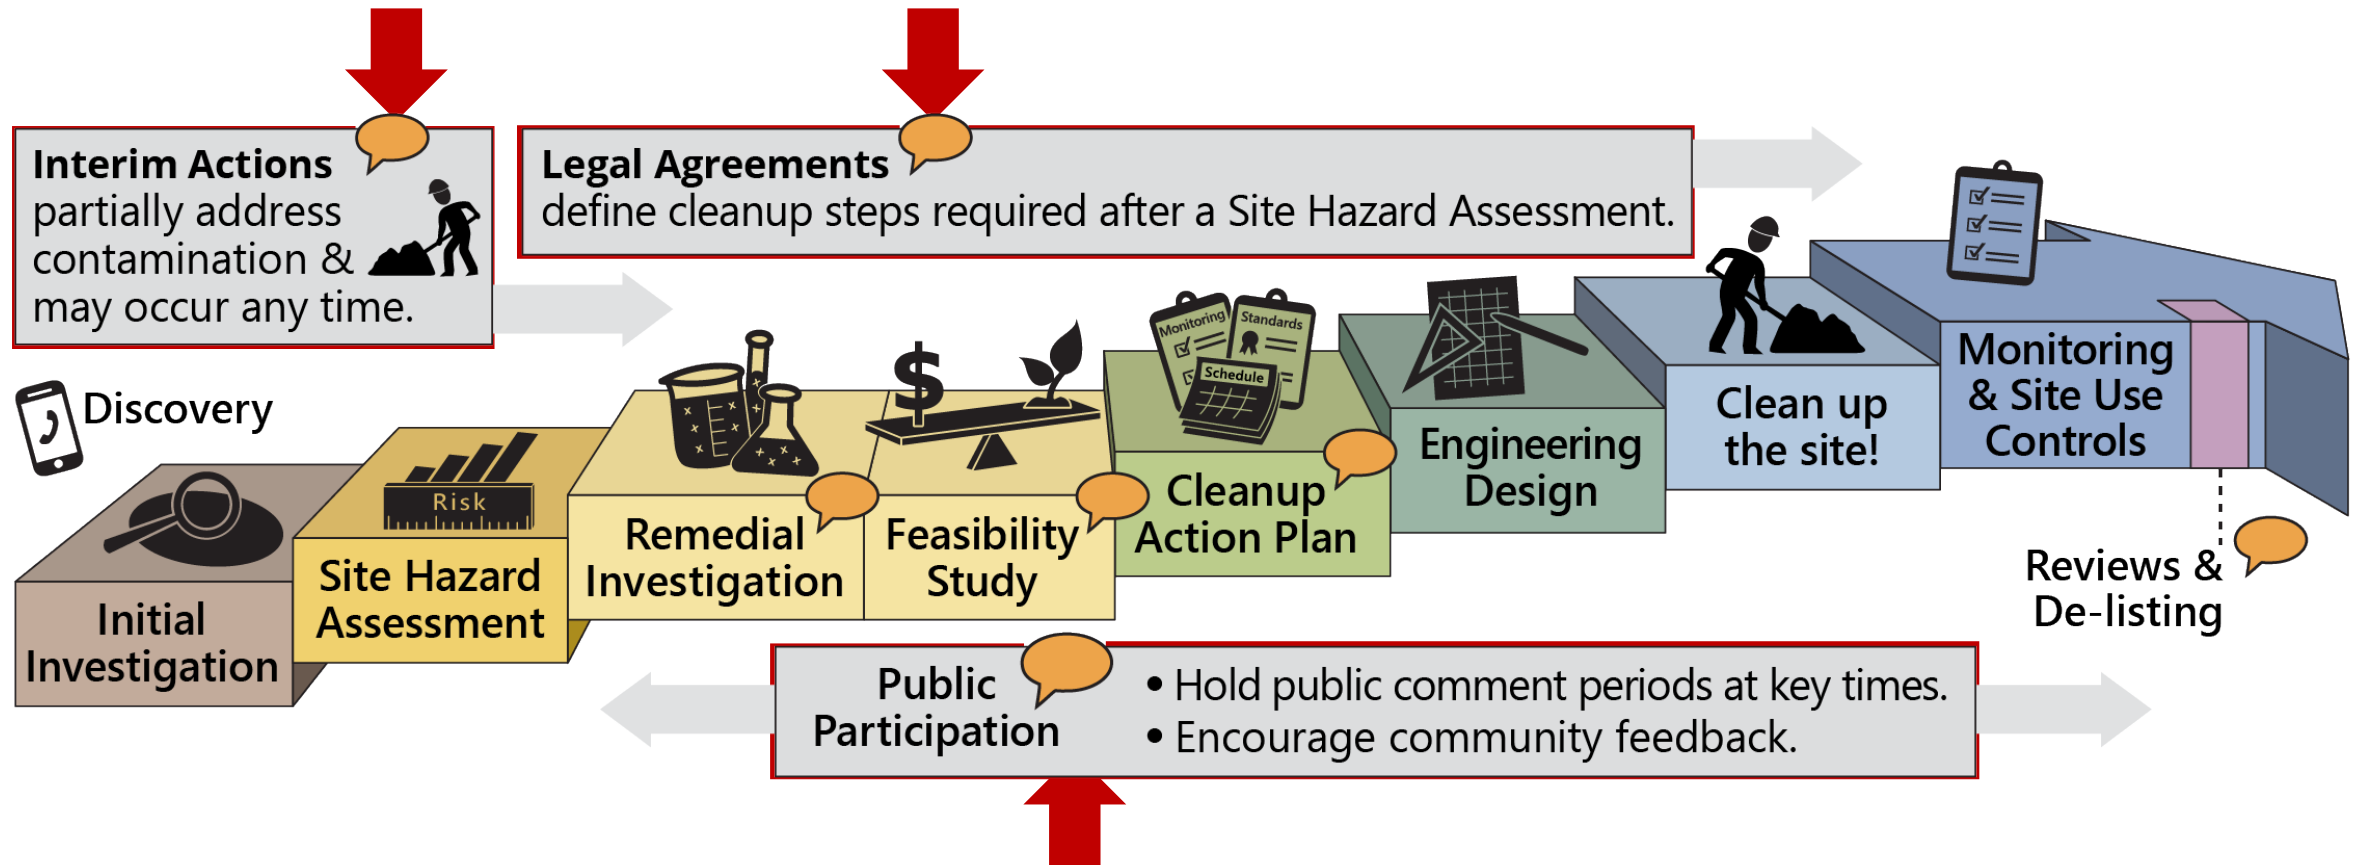 Interim Actions
partially address
contamination &
may occur any time.
Legal Agreements
define cleanup steps required after a Site Hazard Assessment.
Discovery
Initial
Investigation
Risk
Site Hazard
Assessment
Remedial
Investigation
$
Feasibility
Study
Monitoring
Standards
Schedule
Cleanup
Action Plan
Engineering
Design
Clean up
the site!
Monitoring
& Site Use
Controls
Reviews &
De-listing
Public
Participation
• Hold public comment periods at key times.
• Encourage community feedback.